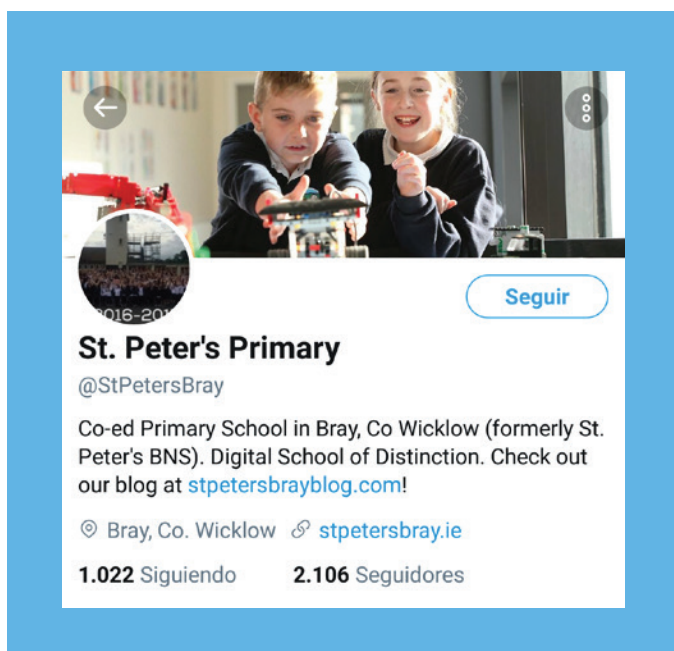 2016-201
Seguir
St. Peter's Primary
@StPetersBray
Co-ed Primary School in Bray, Co Wicklow (formerly St.
Peter's BNS). Digital School of Distinction. Check out
our blog at stpetersbrayblog.com!
Bray, Co. Wicklow stpetersbray.ie
1.022 Siguiendo 2.106 Seguidores